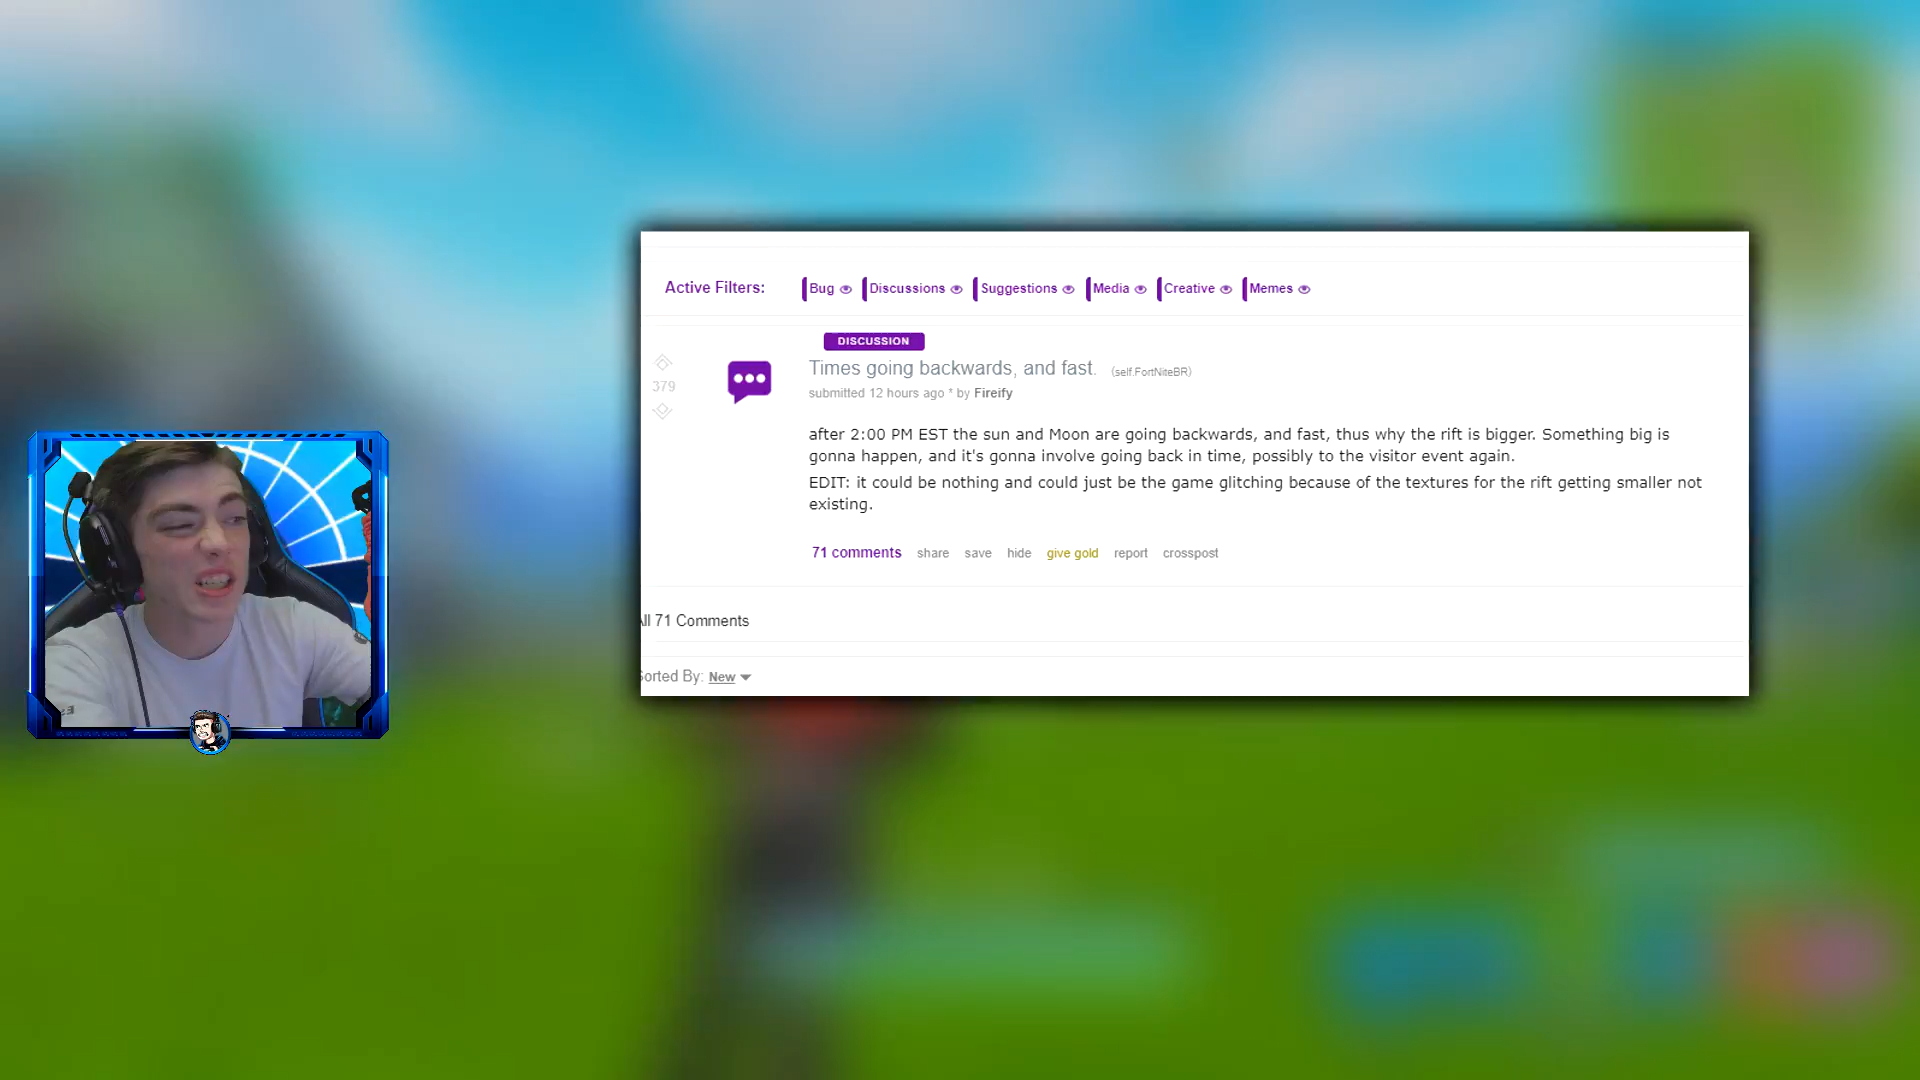 Active Filters: Bug Discussions Suggestions Media Creative Memes
DISCUSSION
Times going backwards, and fast. (self.FortNiteBR)
379
submitted 12 hours ago * by Fireify
after 2:00 PM EST the sun and Moon are going backwards, and fast, thus why the rift is bigger. Something big is
gonna happen, and it's gonna involve going back in time, possibly to the visitor event again.
EDIT: it could be nothing and could just be the game glitching because of the textures for the rift getting smaller not
existing.
71 comments share save hide give gold report crosspost
ll 71 Comments
orted By: New